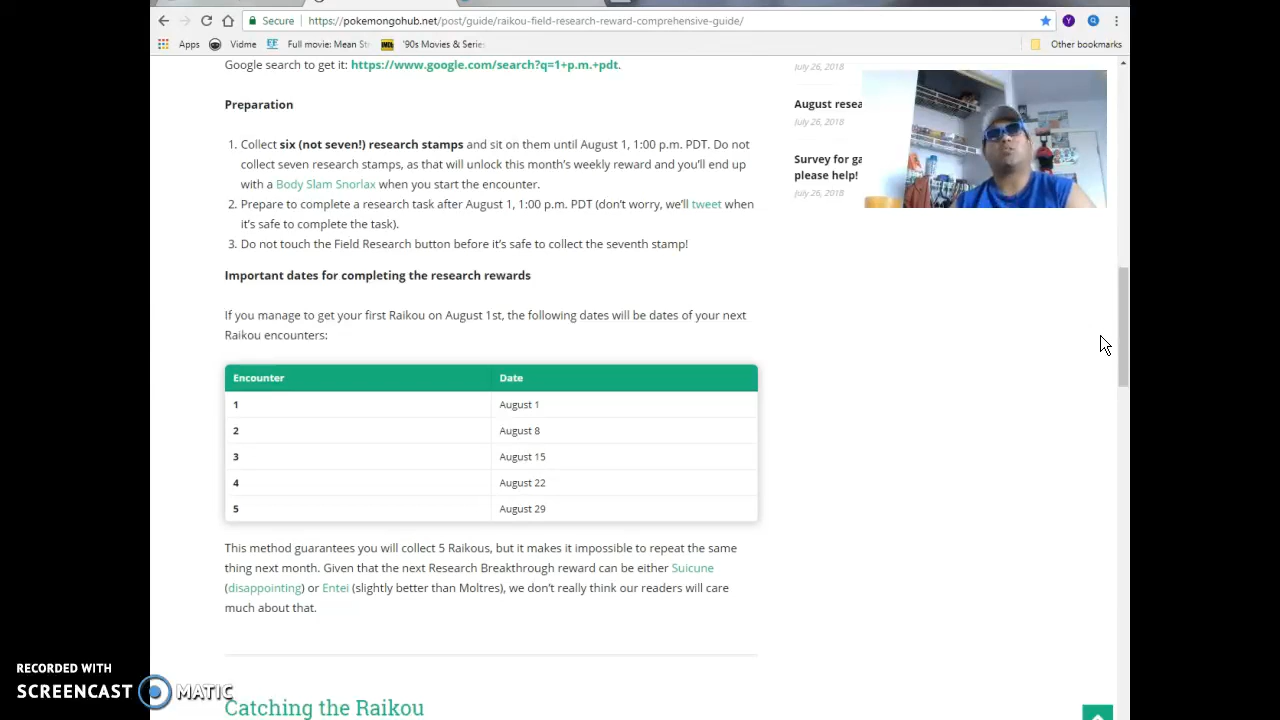 Secure https://pokemongohub.net/post/guide/raikou-field-research-reward-comprehensive-guide/
Apps Vidme Full movie: Mean Str '90s Movies & Series Other bookmarks
Google search to get it: https://www.google.com/search?q=1+p.m.+pdt.
July 26, 2018
Preparation
August resea
July 26, 2018
1. Collect six (not seven!) research stamps and sit on them until August 1, 1:00 p.m. PDT. Do not
collect seven research stamps, as that will unlock this month's weekly reward and you'll end up
with a Body Slam Snorlax when you start the encounter.
Survey for ga
please help!
July 26, 2018
2. Prepare to complete a research task after August 1, 1:00 p.m. PDT (don't worry, we'll tweet when
it's safe to complete the task).
3. Do not touch the Field Research button before it's safe to collect the seventh stamp!
Important dates for completing the research rewards
If you manage to get your first Raikou on August 1st, the following dates will be dates of your next
Raikou encounters:
Encounter Date
1 August 1
2 August 8
3 August 15
4 August 22
5 August 29
This method guarantees you will collect 5 Raikous, but it makes it impossible to repeat the same
thing next month. Given that the next Research Breakthrough reward can be either Suicune
(disappointing) or Entei (slightly better than Moltres), we don't really think our readers will care
much about that.
Catching the Raikou
RECORDED WITH
SCREENCAST MATIC